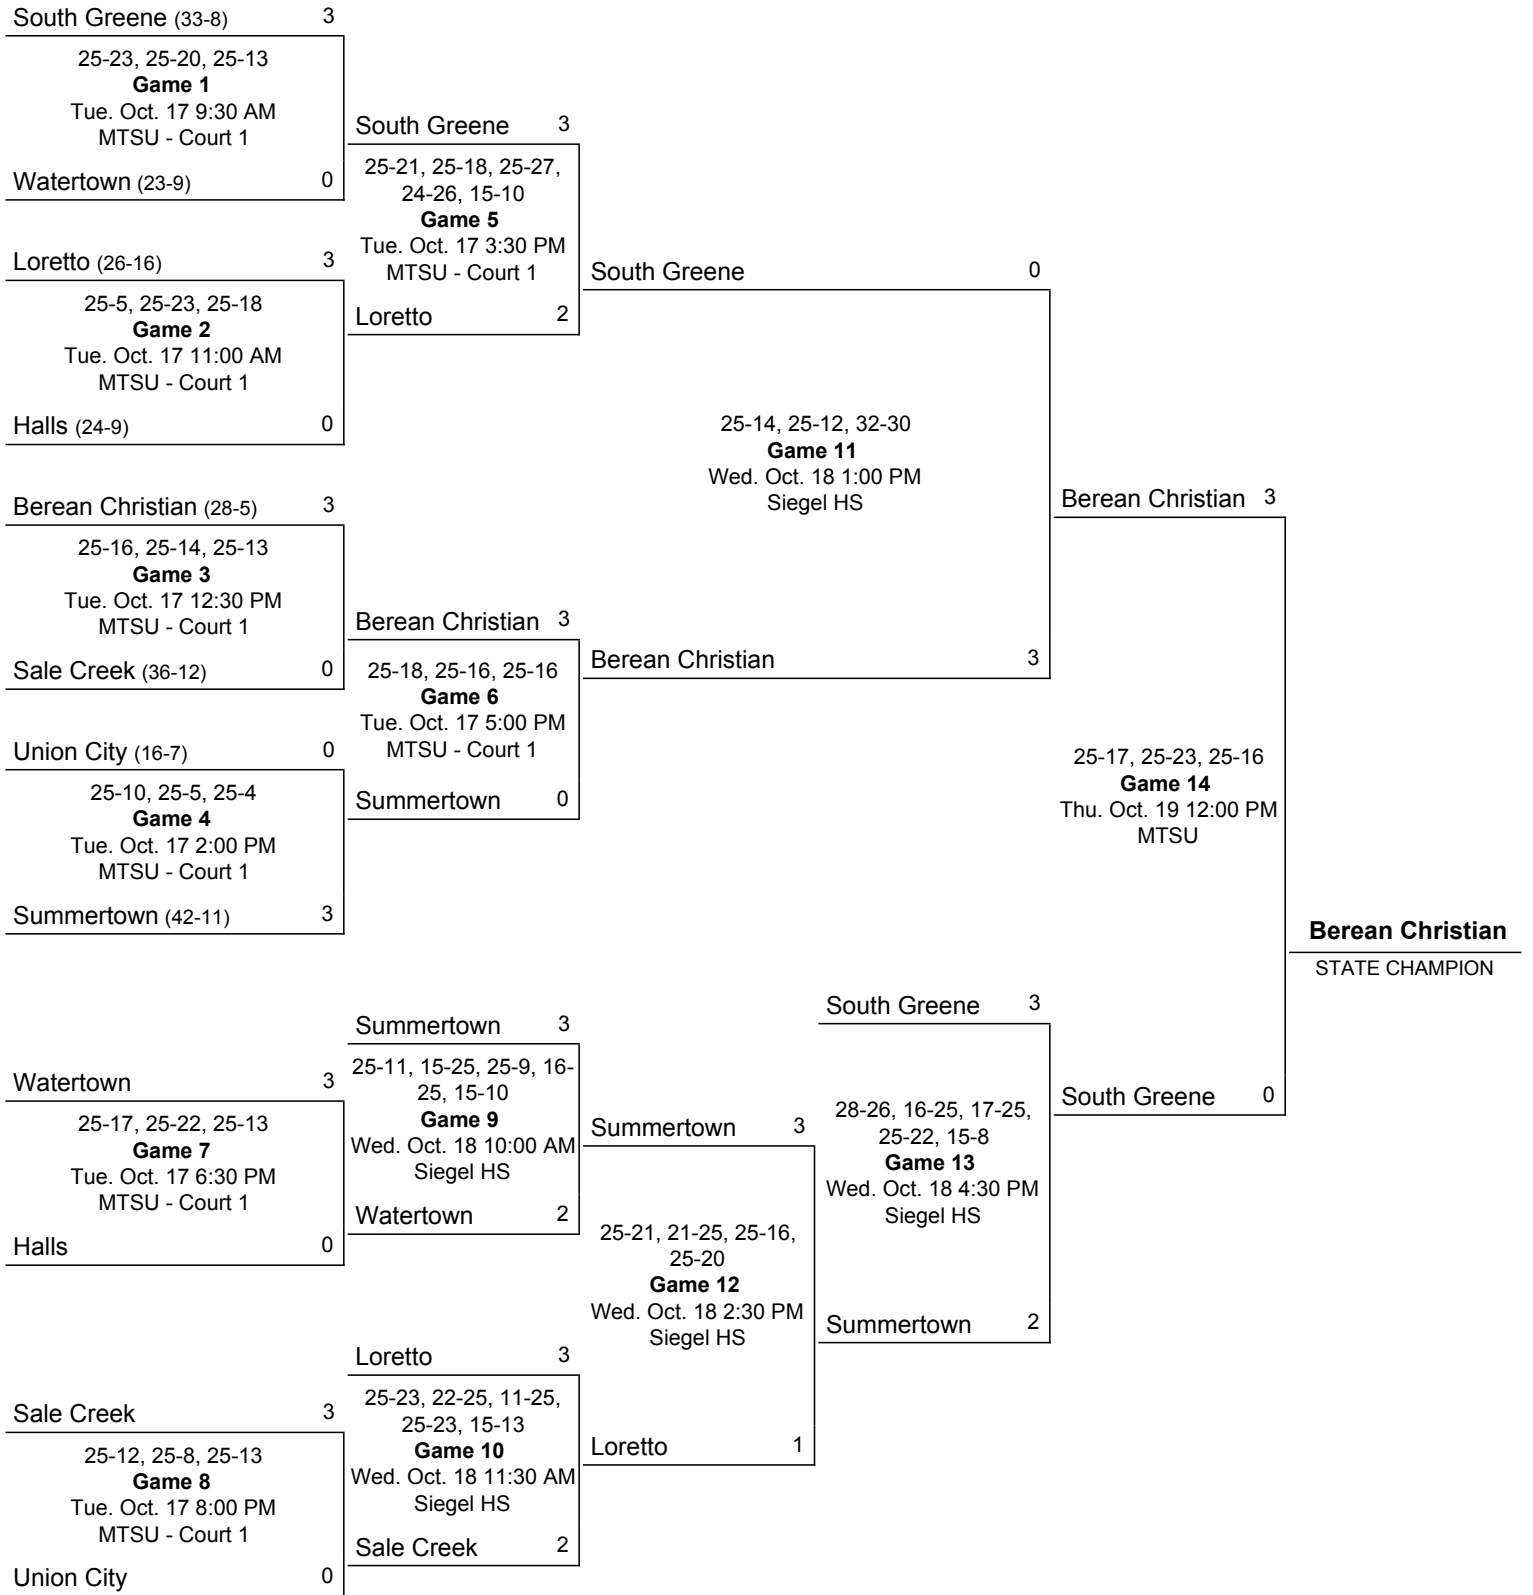 South Greene (33-8) 3
25-23, 25-20, 25-13
Game 1
Tue. Oct. 17 9:30 AM
MTSU - Court 1
Watertown (23-9) 0
Loretto (26-16) 3
25-5, 25-23, 25-18
Game 2
Tue. Oct. 17 11:00 AM
MTSU - Court 1
Halls (24-9) 0
Berean Christian (28-5) 3
25-16, 25-14, 25-13
Game 3
Tue. Oct. 17 12:30 PM
MTSU - Court 1
Sale Creek (36-12) 0
Union City (16-7) 0
25-10, 25-5, 25-4
Game 4
Tue. Oct. 17 2:00 PM
MTSU - Court 1
Summertown (42-11) 3
South Greene 3
25-21, 25-18, 25-27,
24-26, 15-10
Game 5
Tue. Oct. 17 3:30 PM
MTSU - Court 1
Loretto 2
Berean Christian 3
25-18, 25-16, 25-16
Game 6
Tue. Oct. 17 5:00 PM
MTSU - Court 1
Summertown 0
South Greene 0
25-14, 25-12, 32-30
Game 11
Wed. Oct. 18 1:00 PM
Siegel HS
Berean Christian 3
Berean Christian 3
25-17, 25-23, 25-16
Game 14
Thu. Oct. 19 12:00 PM
MTSU
South Greene 0
Berean Christian
STATE CHAMPION
Watertown 3
25-17, 25-22, 25-13
Game 7
Tue. Oct. 17 6:30 PM
MTSU - Court 1
Halls 0
Sale Creek 3
25-12, 25-8, 25-13
Game 8
Tue. Oct. 17 8:00 PM
MTSU - Court 1
Union City 0
Summertown 3
25-11, 15-25, 25-9, 16-
25, 15-10
Game 9
Wed. Oct. 18 10:00 AM
Siegel HS
Watertown 2
Loretto 3
25-23, 22-25, 11-25,
25-23, 15-13
Game 10
Wed. Oct. 18 11:30 AM
Siegel HS
Sale Creek 2
Summertown 3
25-21, 21-25, 25-16,
25-20
Game 12
Wed. Oct. 18 2:30 PM
Siegel HS
Loretto 1
South Greene 3
28-26, 16-25, 17-25,
25-22, 15-8
Game 13
Wed. Oct. 18 4:30 PM
Siegel HS
Summertown 2